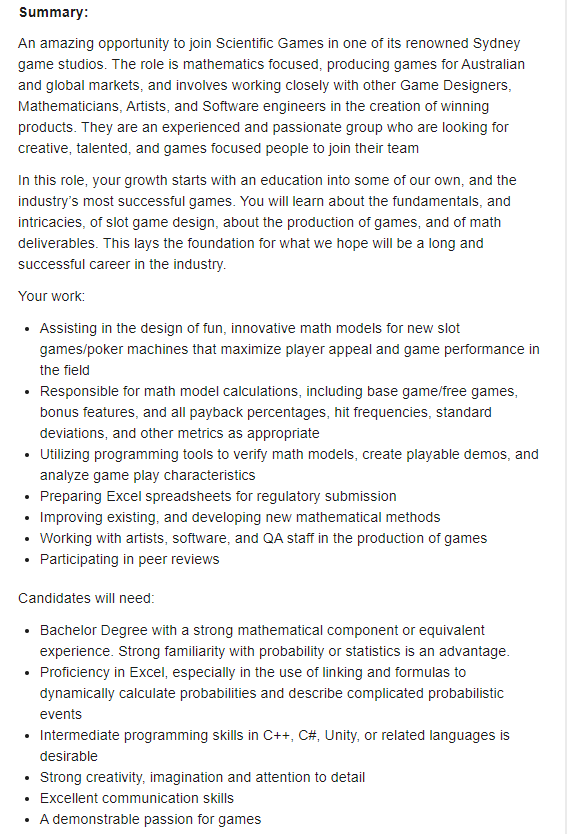 Summary:
An amazing opportunity to join Scientific Games in one of its renowned Sydney
game studios. The role is mathematics focused, producing games for Australian
and global markets, and involves working closely with other Game Designers,
Mathematicians, Artists, and Software engineers in the creation of winning
products. They are an experienced and passionate group who are looking for
creative, talented, and games focused people to join their team
In this role, your growth starts with an education into some of our own, and the
industry’s most successful games. You will learn about the fundamentals, and
intricacies, of slot game design, about the production of games, and of math
deliverables. This lays the foundation for what we hope will be a long and
successful career in the industry.
Your work:
• Assisting in the design of fun, innovative math models for new slot
games/poker machines that maximize player appeal and game performance in
the field
• Responsible for math model calculations, including base game/free games,
bonus features, and all payback percentages, hit frequencies, standard
deviations, and other metrics as appropriate
• Utilizing programming tools to verify math models, create playable demos, and
analyze game play characteristics
• Preparing Excel spreadsheets for regulatory submission
• Improving existing, and developing new mathematical methods
• Working with artists, software, and QA staff in the production of games
• Participating in peer reviews
Candidates will need:
• Bachelor Degree with a strong mathematical component or equivalent
experience. Strong familiarity with probability or statistics is an advantage.
• Proficiency in Excel, especially in the use of linking and formulas to
dynamically calculate probabilities and describe complicated probabilistic
events
• Intermediate programming skills in C++, C#, Unity, or related languages is
desirable
• Strong creativity, imagination and attention to detail
• Excellent communication skills
• A demonstrable passion for games